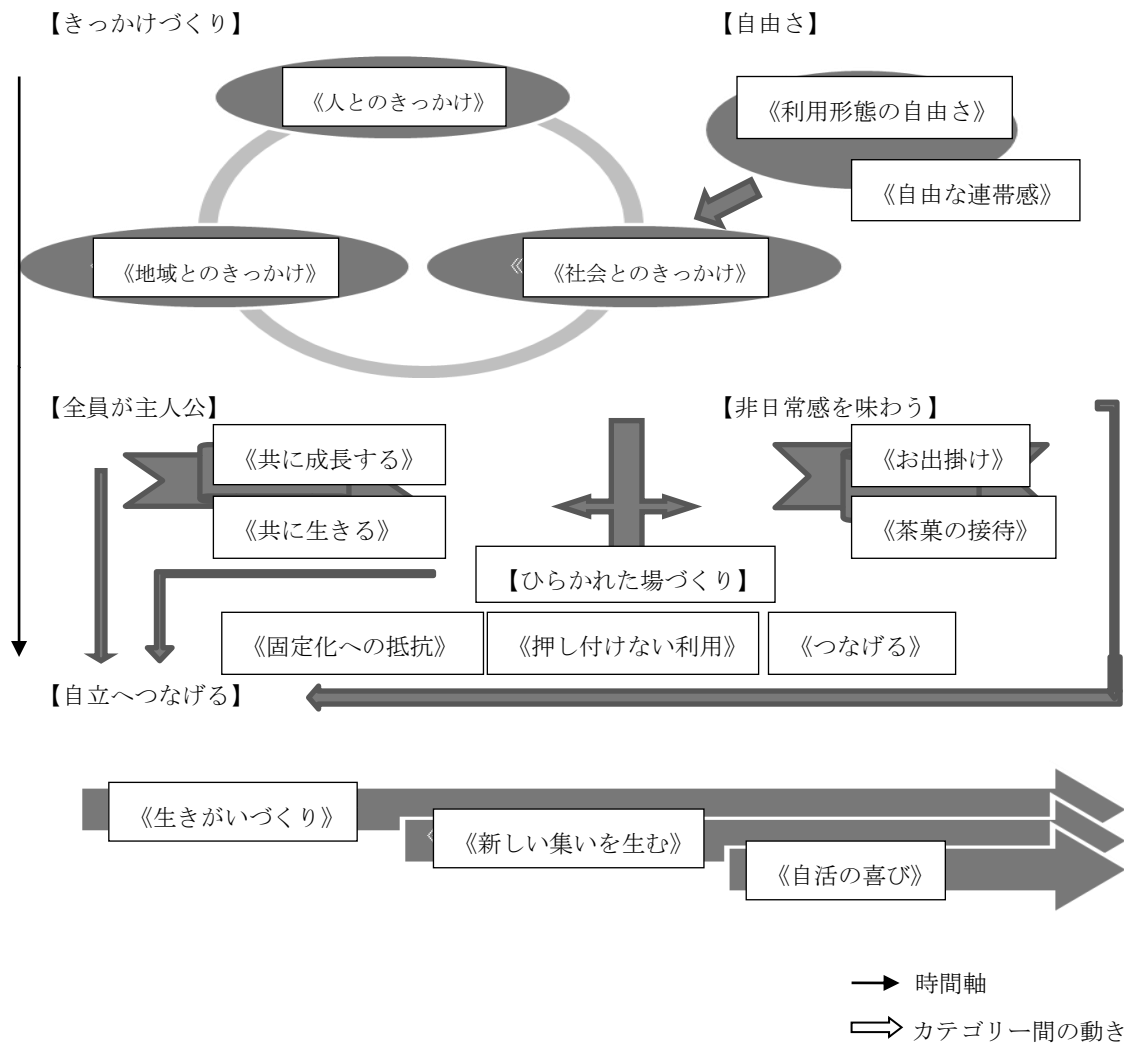 【きっかけづくり】
【自由さ】
《人とのきっかけ》
《利用形態の自由さ》
《自由な連帯感》
《地域とのきっかけ》
《社会とのきっかけ》
【全員が主人公】
【非日常感を味わう】
《共に成長する》
《お出掛け》
《共に生きる》
《茶菓の接待》
【ひらかれた場づくり】
《固定化への抵抗》
《押し付けない利用》
《つなげる》
【自立へつなげる】
《生きがいづくり》
《新しい集いを生む》
《自活の喜び》
時間軸
カテゴリー間の動き